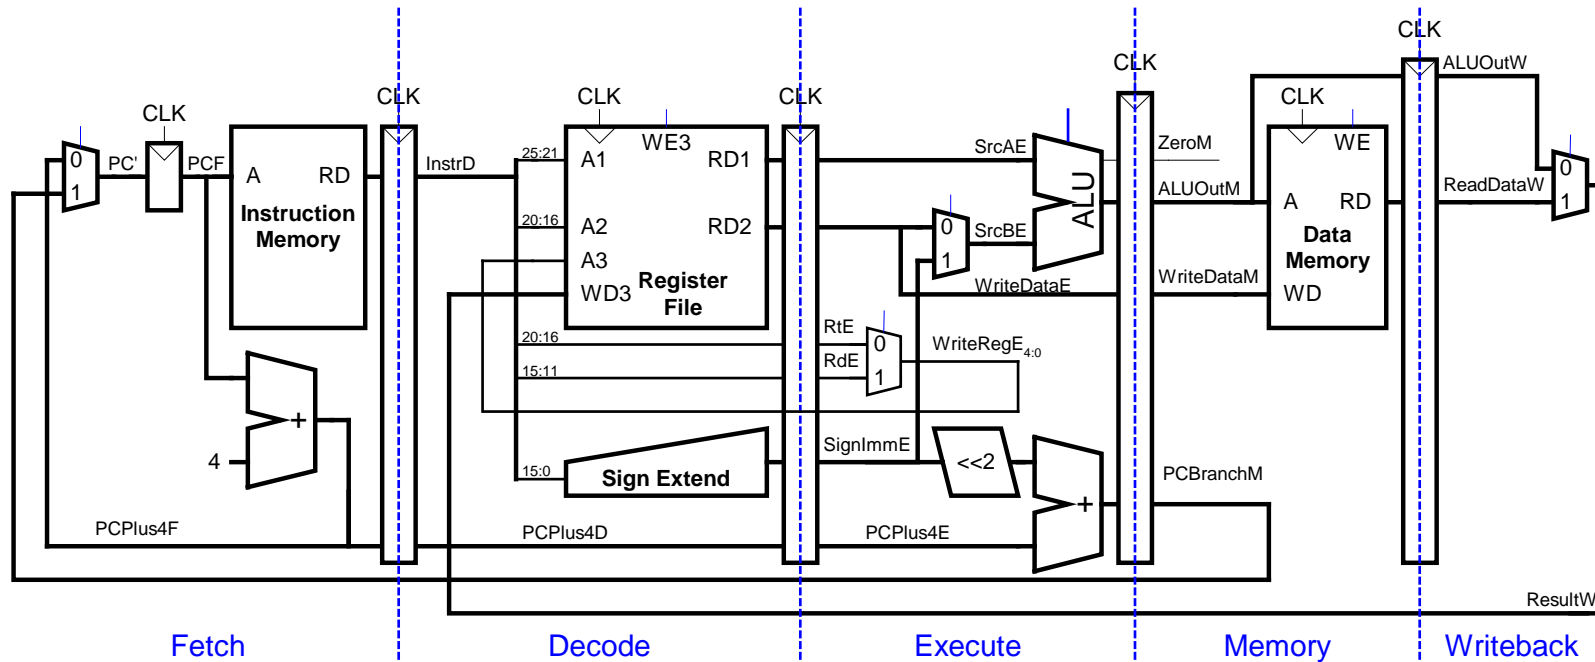 CLK
CLK
CLK
CLK
CLK
CLK
CLK
CLK
ALUOutW
0
1
PC'
PCF
A
RD
Instruction
Memory
InstrD
25:21
A1
WE3
RD1
SrcAE
ZeroM
WE
0
1
ReadDataW
20:16
A2
RD2
0
1
SrcBE
ALU
ALUOutM
A
RD
Data
Memory
A3
WD3
Register
File
WriteDataE
WriteDataM
WD
20:16
RtE
0
1
WriteRegE4:0
15:11
RdE
+
4
15:0
Sign Extend
SignImmE
<<2
+
PCBranchM
PCPlus4F
PCPlus4D
PCPlus4E
ResultW
Fetch
Decode
Execute
Memory
Writeback